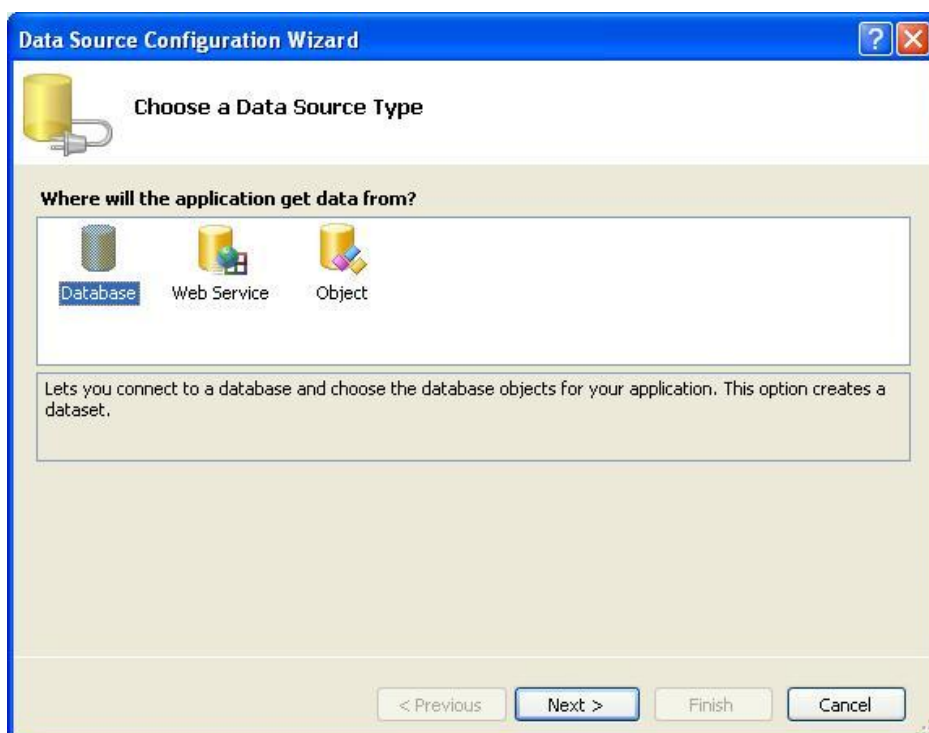 Data Source Configuration Wizard
Choose a Data Source Type
Where will the application get data from?
Database Web Service Object
Lets you connect to a database and choose the database objects for your application. This option creates a
dataset.
< Previous Next > Finish Cancel